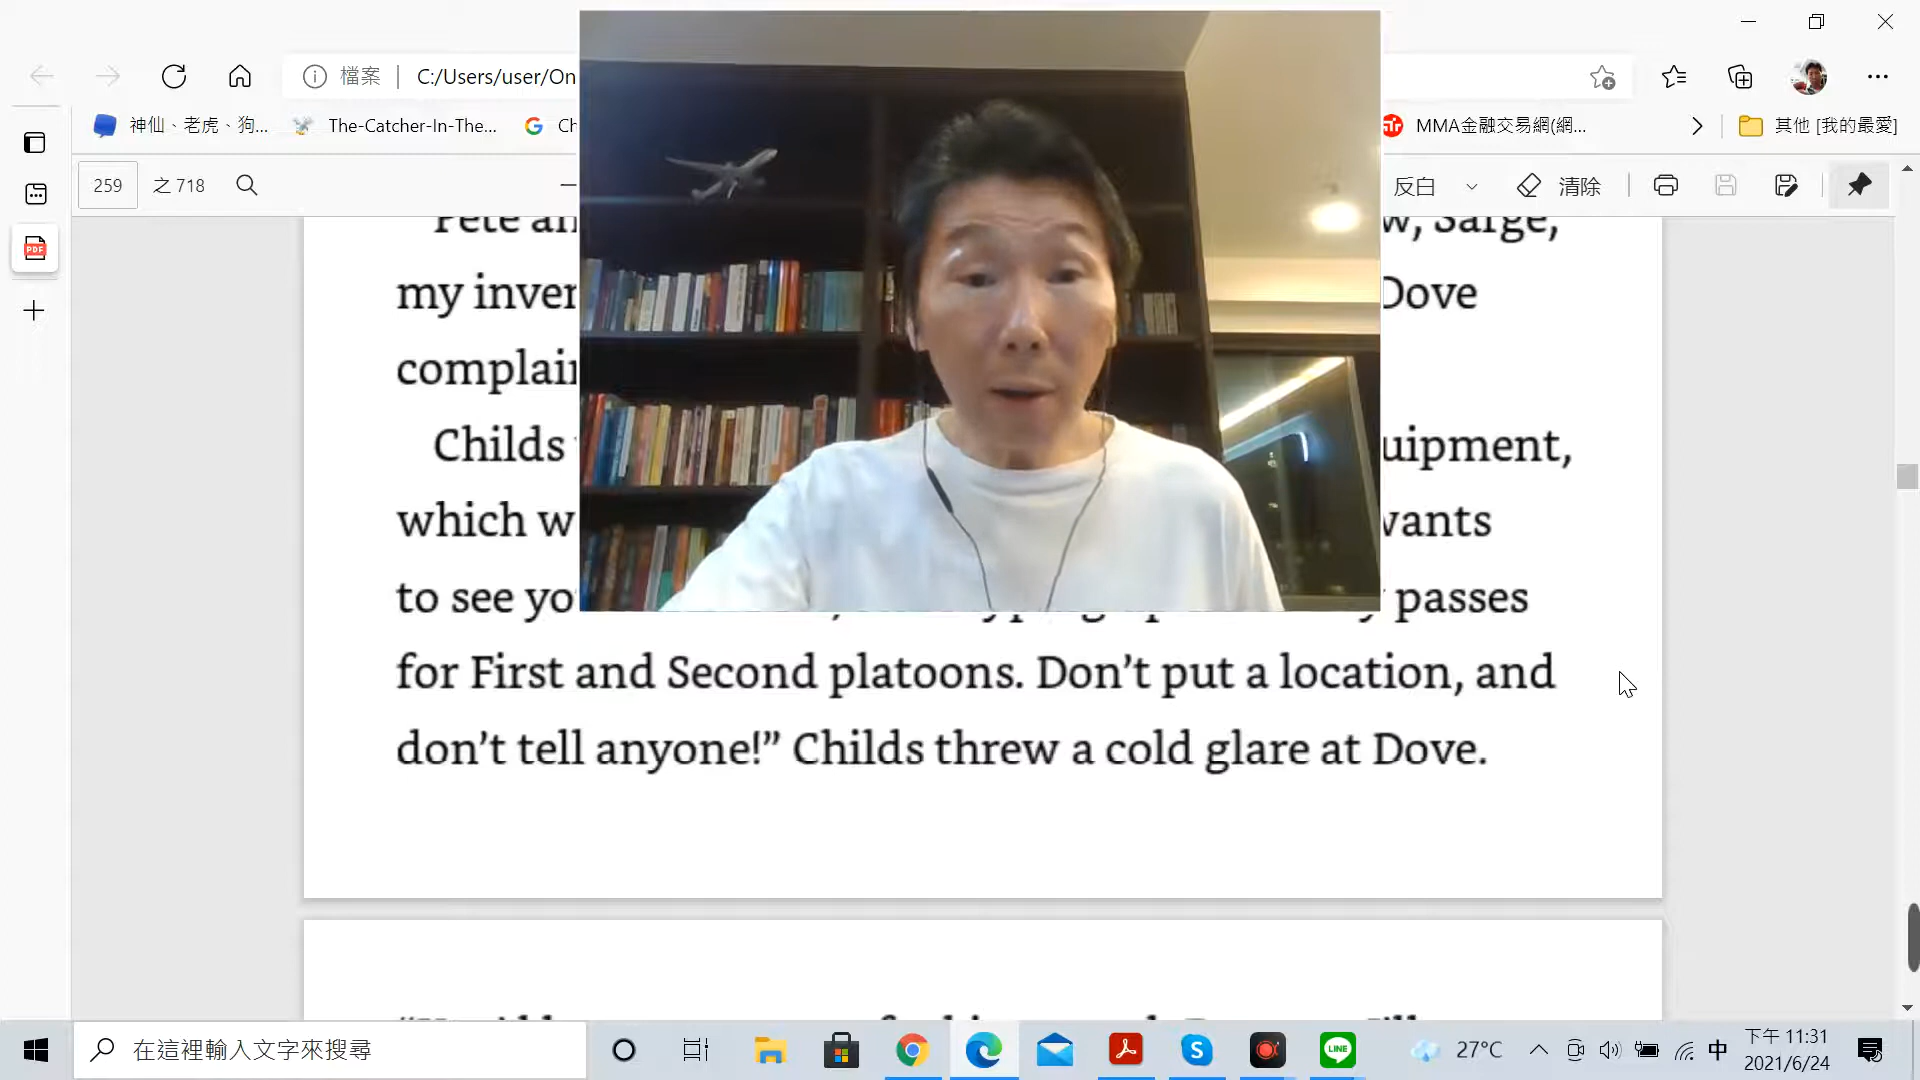 檔案 | C:/Users/user/On
神仙、老虎、狗... The-Catcher-In-The... Ch MMA金融交易網(網... 其他 [我的最愛]
259 之 718 反白 清除
Pete Sarge,
my Dove
Childs uipment,
which
to see passes
for First and Second platoons. Don’t put a location, and
don’t tell anyone!” Childs threw a cold glare at Dove.
在這裡輸入文字來搜尋 27°C 中 下午 11:31
2021/6/24